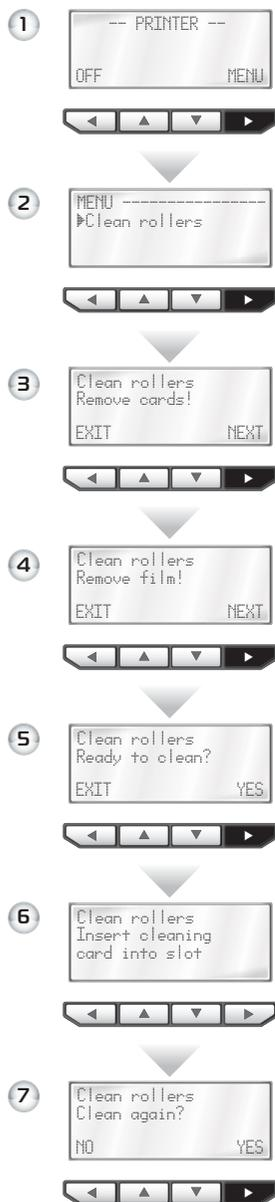 1
-- PRINTER --
OFF MENU
2
MENU ----------------
Clean rollers
3
Clean rollers
Remove cards!
EXIT NEXT
4
Clean rollers
Remove film!
EXIT NEXT
5
Clean rollers
Ready to clean?
EXIT YES
6
Clean rollers
Insert cleaning
card into slot
7
Clean rollers
Clean again?
NO YES